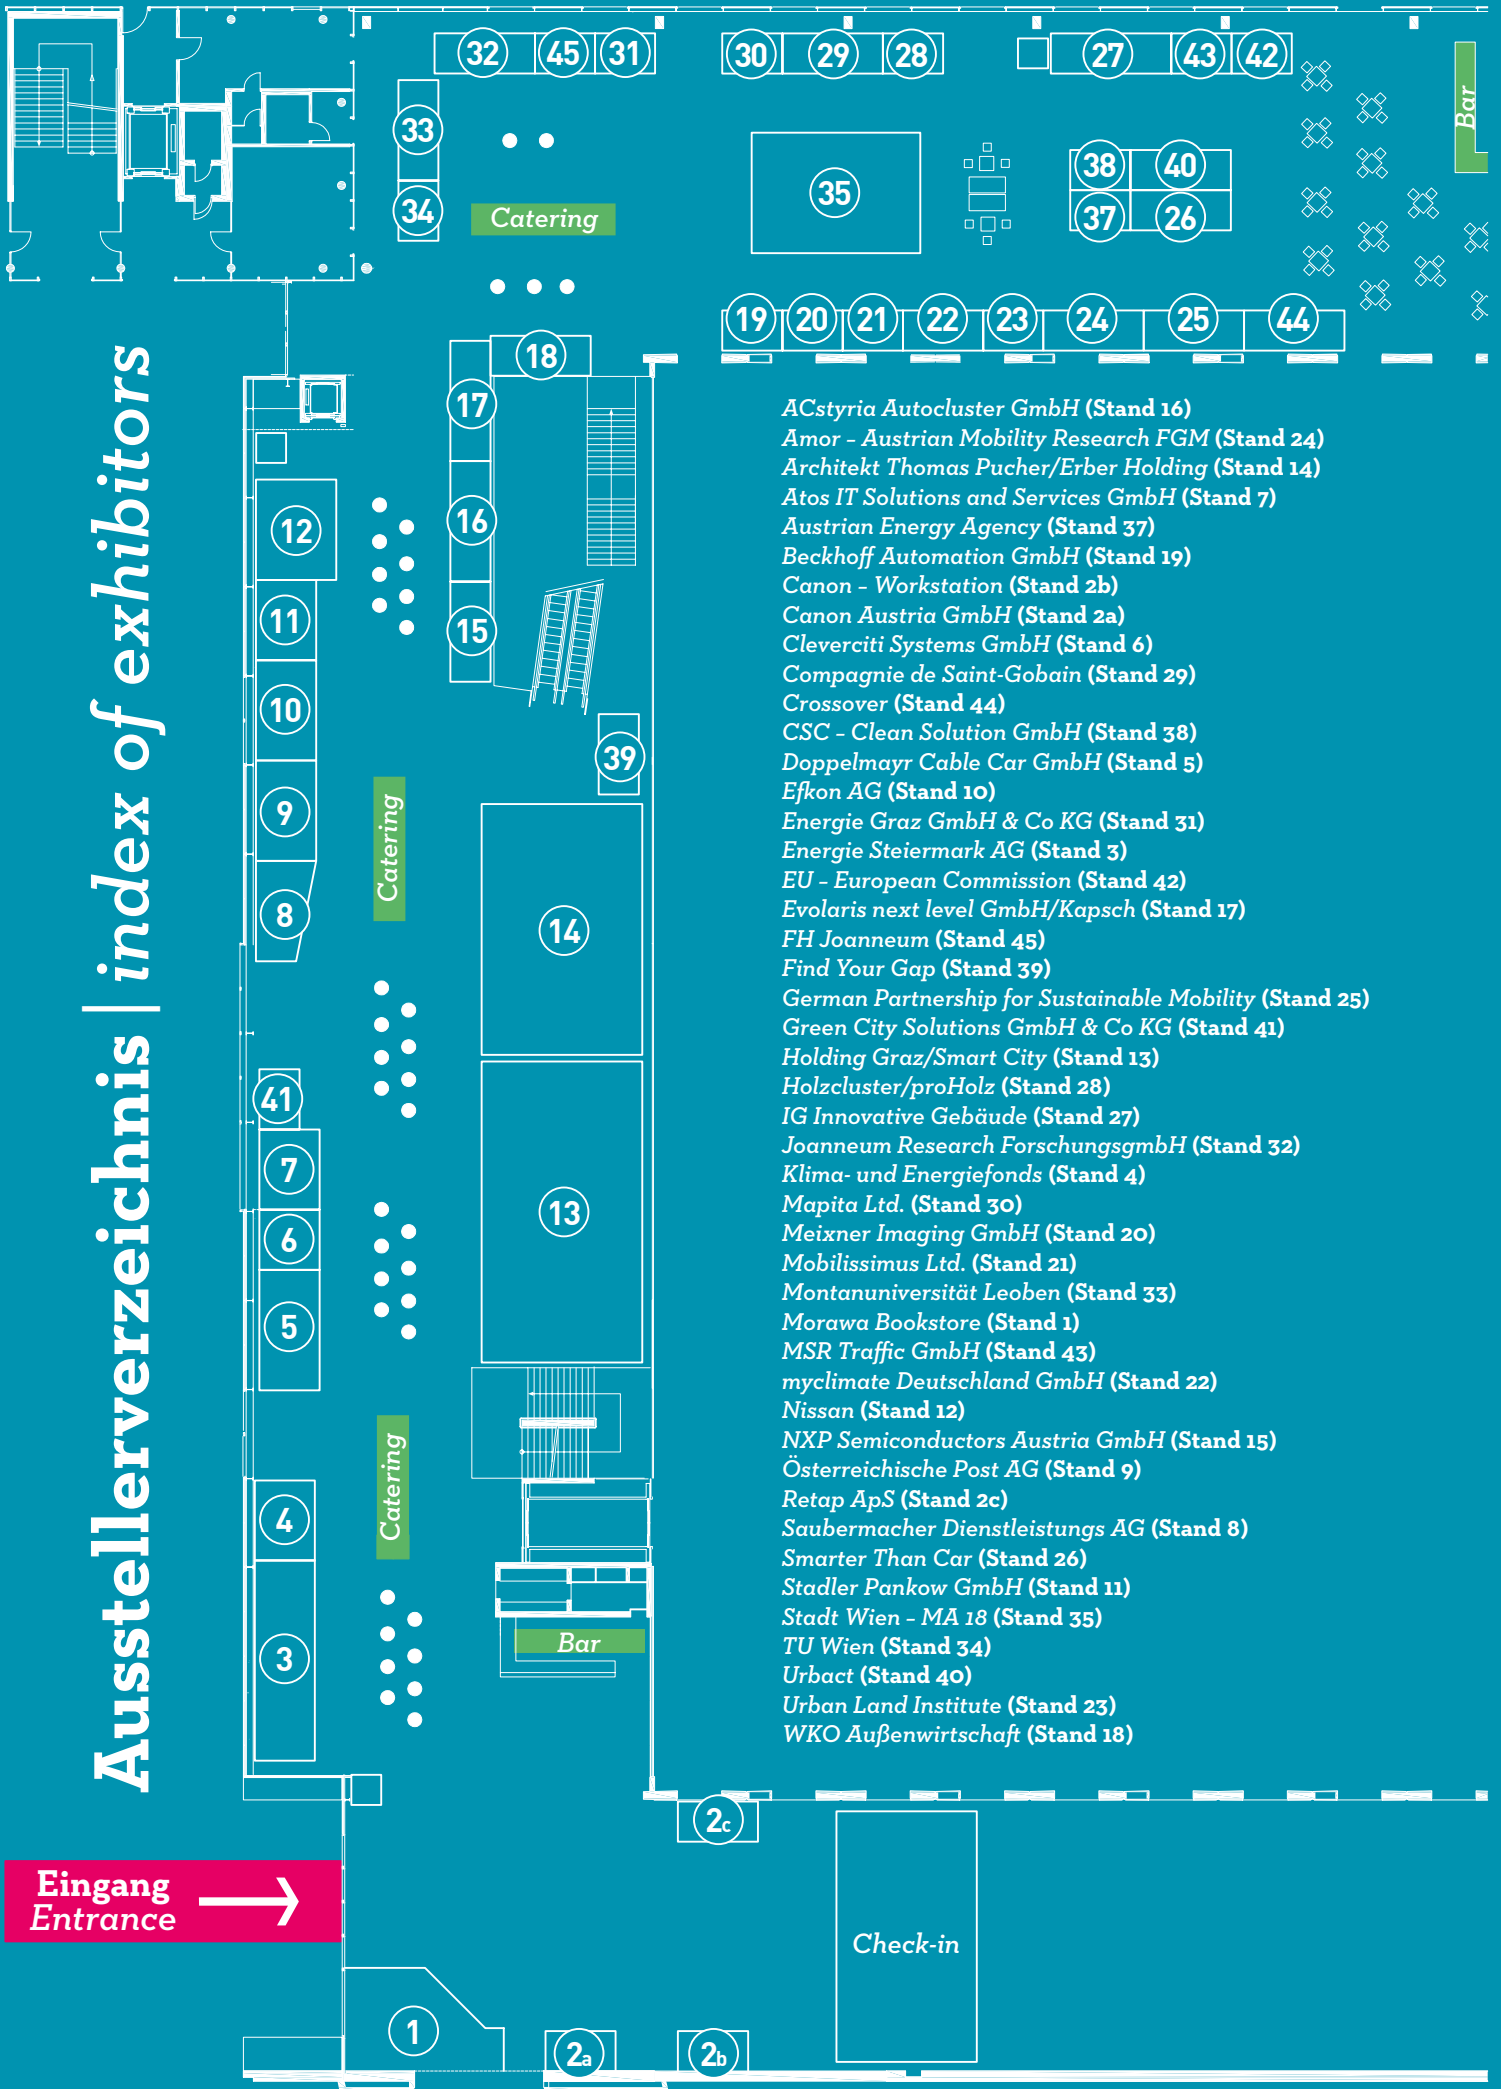 32
45
31
30
29
28
27
43
42
Bar
33
34
Catering
35
38
40
37
26
19
20
21
22
23
24
25
44
18
17
16
15
12
11
10
9
8
39
Catering
14
13
41
7
6
5
Catering
4
3
Bar
Ausstellerverzeichnis | index of exhibitors
ACstyria Autocluster GmbH (Stand 16)
Amor – Austrian Mobility Research FGM (Stand 24)
Architekt Thomas Pucher/Erber Holding (Stand 14)
Atos IT Solutions and Services GmbH (Stand 7)
Austrian Energy Agency (Stand 37)
Beckhoff Automation GmbH (Stand 19)
Canon – Workstation (Stand 2b)
Canon Austria GmbH (Stand 2a)
Cleverciti Systems GmbH (Stand 6)
Compagnie de Saint-Gobain (Stand 29)
Crossover (Stand 44)
CSC – Clean Solution GmbH (Stand 38)
Doppelmayr Cable Car GmbH (Stand 5)
Efkon AG (Stand 10)
Energie Graz GmbH & Co KG (Stand 31)
Energie Steiermark AG (Stand 3)
EU – European Commission (Stand 42)
Evolaris next level GmbH/Kapsch (Stand 17)
FH Joanneum (Stand 45)
Find Your Gap (Stand 39)
German Partnership for Sustainable Mobility (Stand 25)
Green City Solutions GmbH & Co KG (Stand 41)
Holding Graz/Smart City (Stand 13)
Holzcluster/proHolz (Stand 28)
IG Innovative Gebäude (Stand 27)
Joanneum Research ForschungsgmbH (Stand 32)
Klima- und Energiefonds (Stand 4)
Mapita Ltd. (Stand 30)
Meixner Imaging GmbH (Stand 20)
Mobilissimus Ltd. (Stand 21)
Montanuniversität Leoben (Stand 33)
Morawa Bookstore (Stand 1)
MSR Traffic GmbH (Stand 43)
myclimate Deutschland GmbH (Stand 22)
Nissan (Stand 12)
NXP Semiconductors Austria GmbH (Stand 15)
Österreichische Post AG (Stand 9)
Retap ApS (Stand 2c)
Saubermacher Dienstleistungs AG (Stand 8)
Smarter Than Car (Stand 26)
Stadler Pankow GmbH (Stand 11)
Stadt Wien – MA 18 (Stand 35)
TU Wien (Stand 34)
Urbact (Stand 40)
Urban Land Institute (Stand 23)
WKO Außenwirtschaft (Stand 18)
2c
Eingang
Entrance
Check-in
1
2a
2b